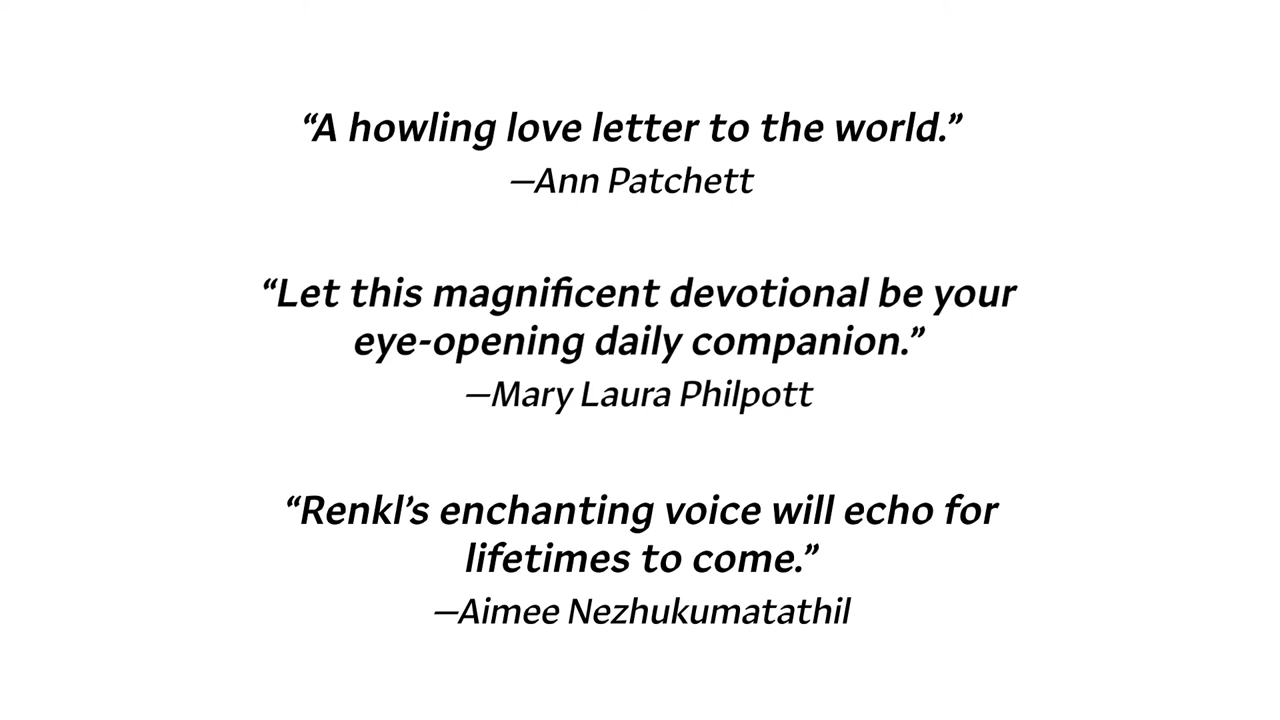 “A howling love letter to the world.”
—Ann Patchett
“Let this magnificent devotional be your
eye-opening daily companion.”
—Mary Laura Philpott
“Renkl’s enchanting voice will echo for
lifetimes to come.”
—Aimee Nezhukumatathil